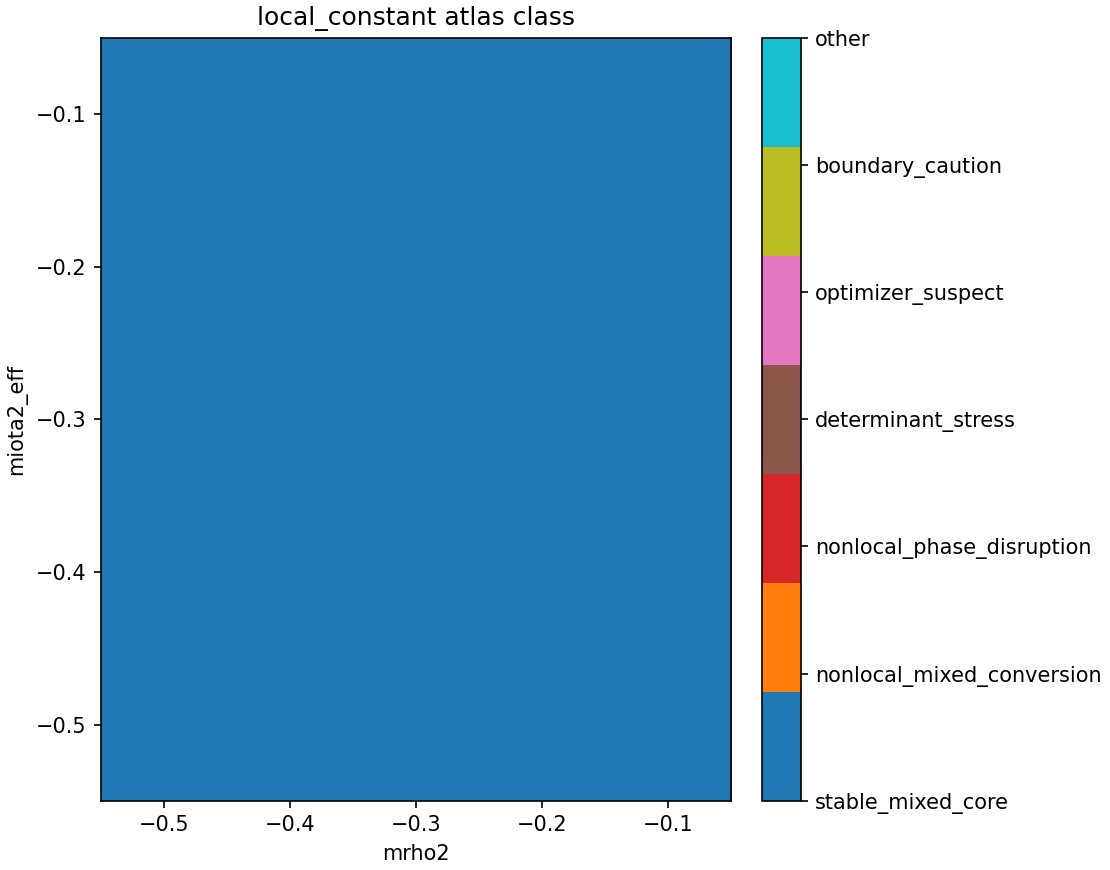 local_constant atlas class
−0.1
−0.2
−0.3
−0.4
−0.5
miota2_eff
−0.5
−0.4
−0.3
−0.2
−0.1
mrho2
other
boundary_caution
optimizer_suspect
determinant_stress
nonlocal_phase_disruption
nonlocal_mixed_conversion
stable_mixed_core